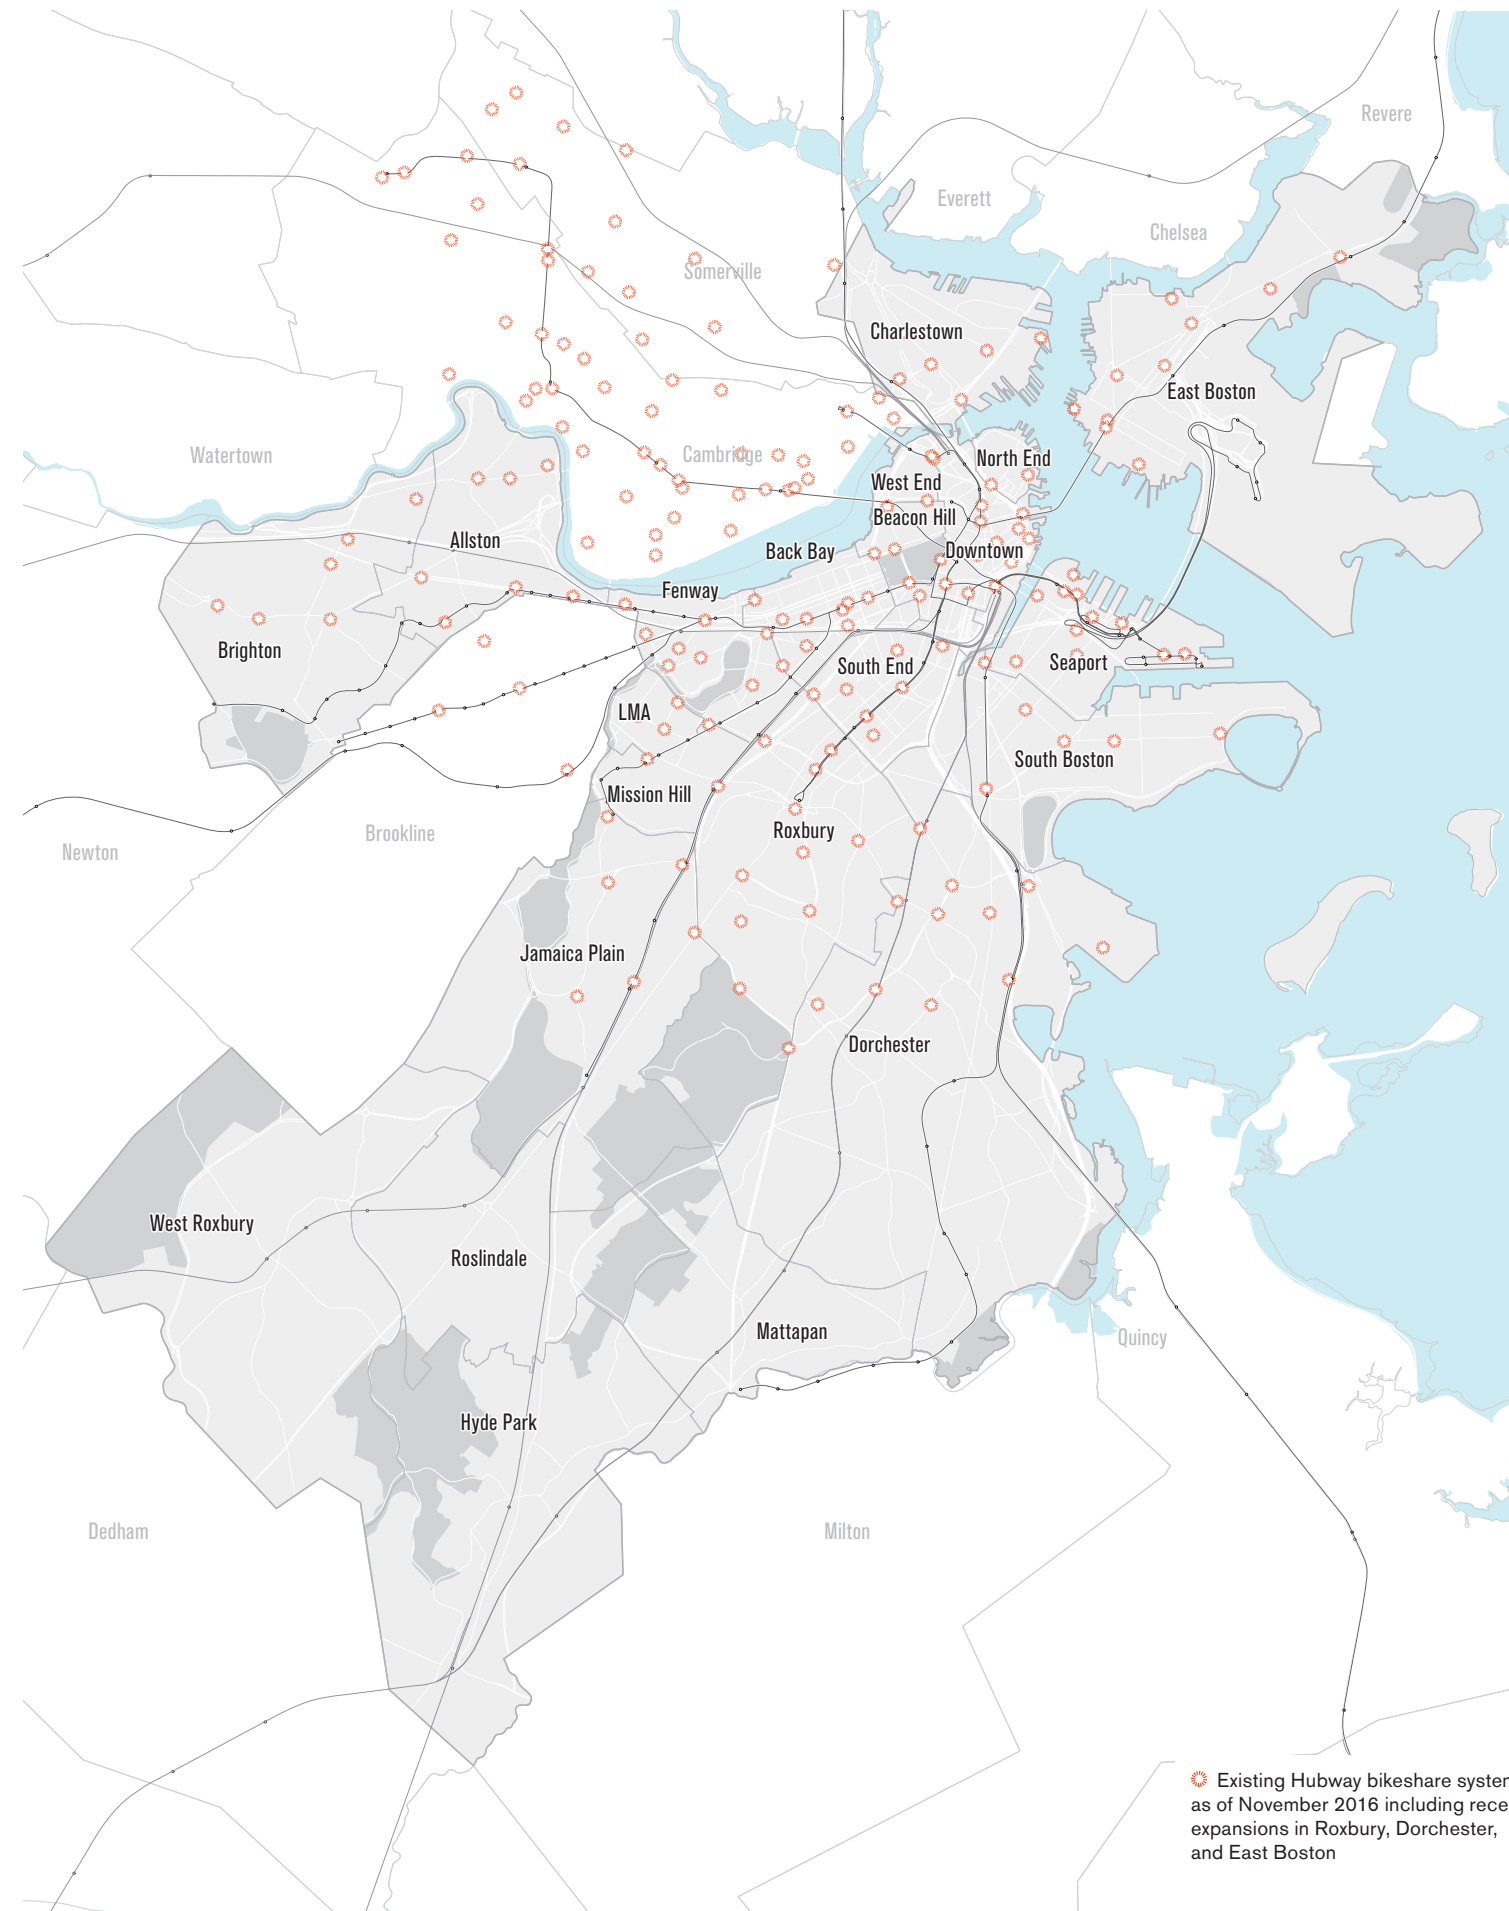 Revere
Everett
Chelsea
Somerville
Charlestown
East Boston
Watertown
Cambridge
North End
West End
Beacon Hill
Allston
Back Bay
Downtown
Fenway
Brighton
South End
Seaport
LMA
South Boston
Mission Hill
Roxbury
Brookline
Newton
Jamaica Plain
Dorchester
West Roxbury
Roslindale
Mattapan
Quincy
Hyde Park
Dedham
Milton
Existing Hubway bikeshare system
as of November 2016 including rece
expansions in Roxbury, Dorchester,
and East Boston